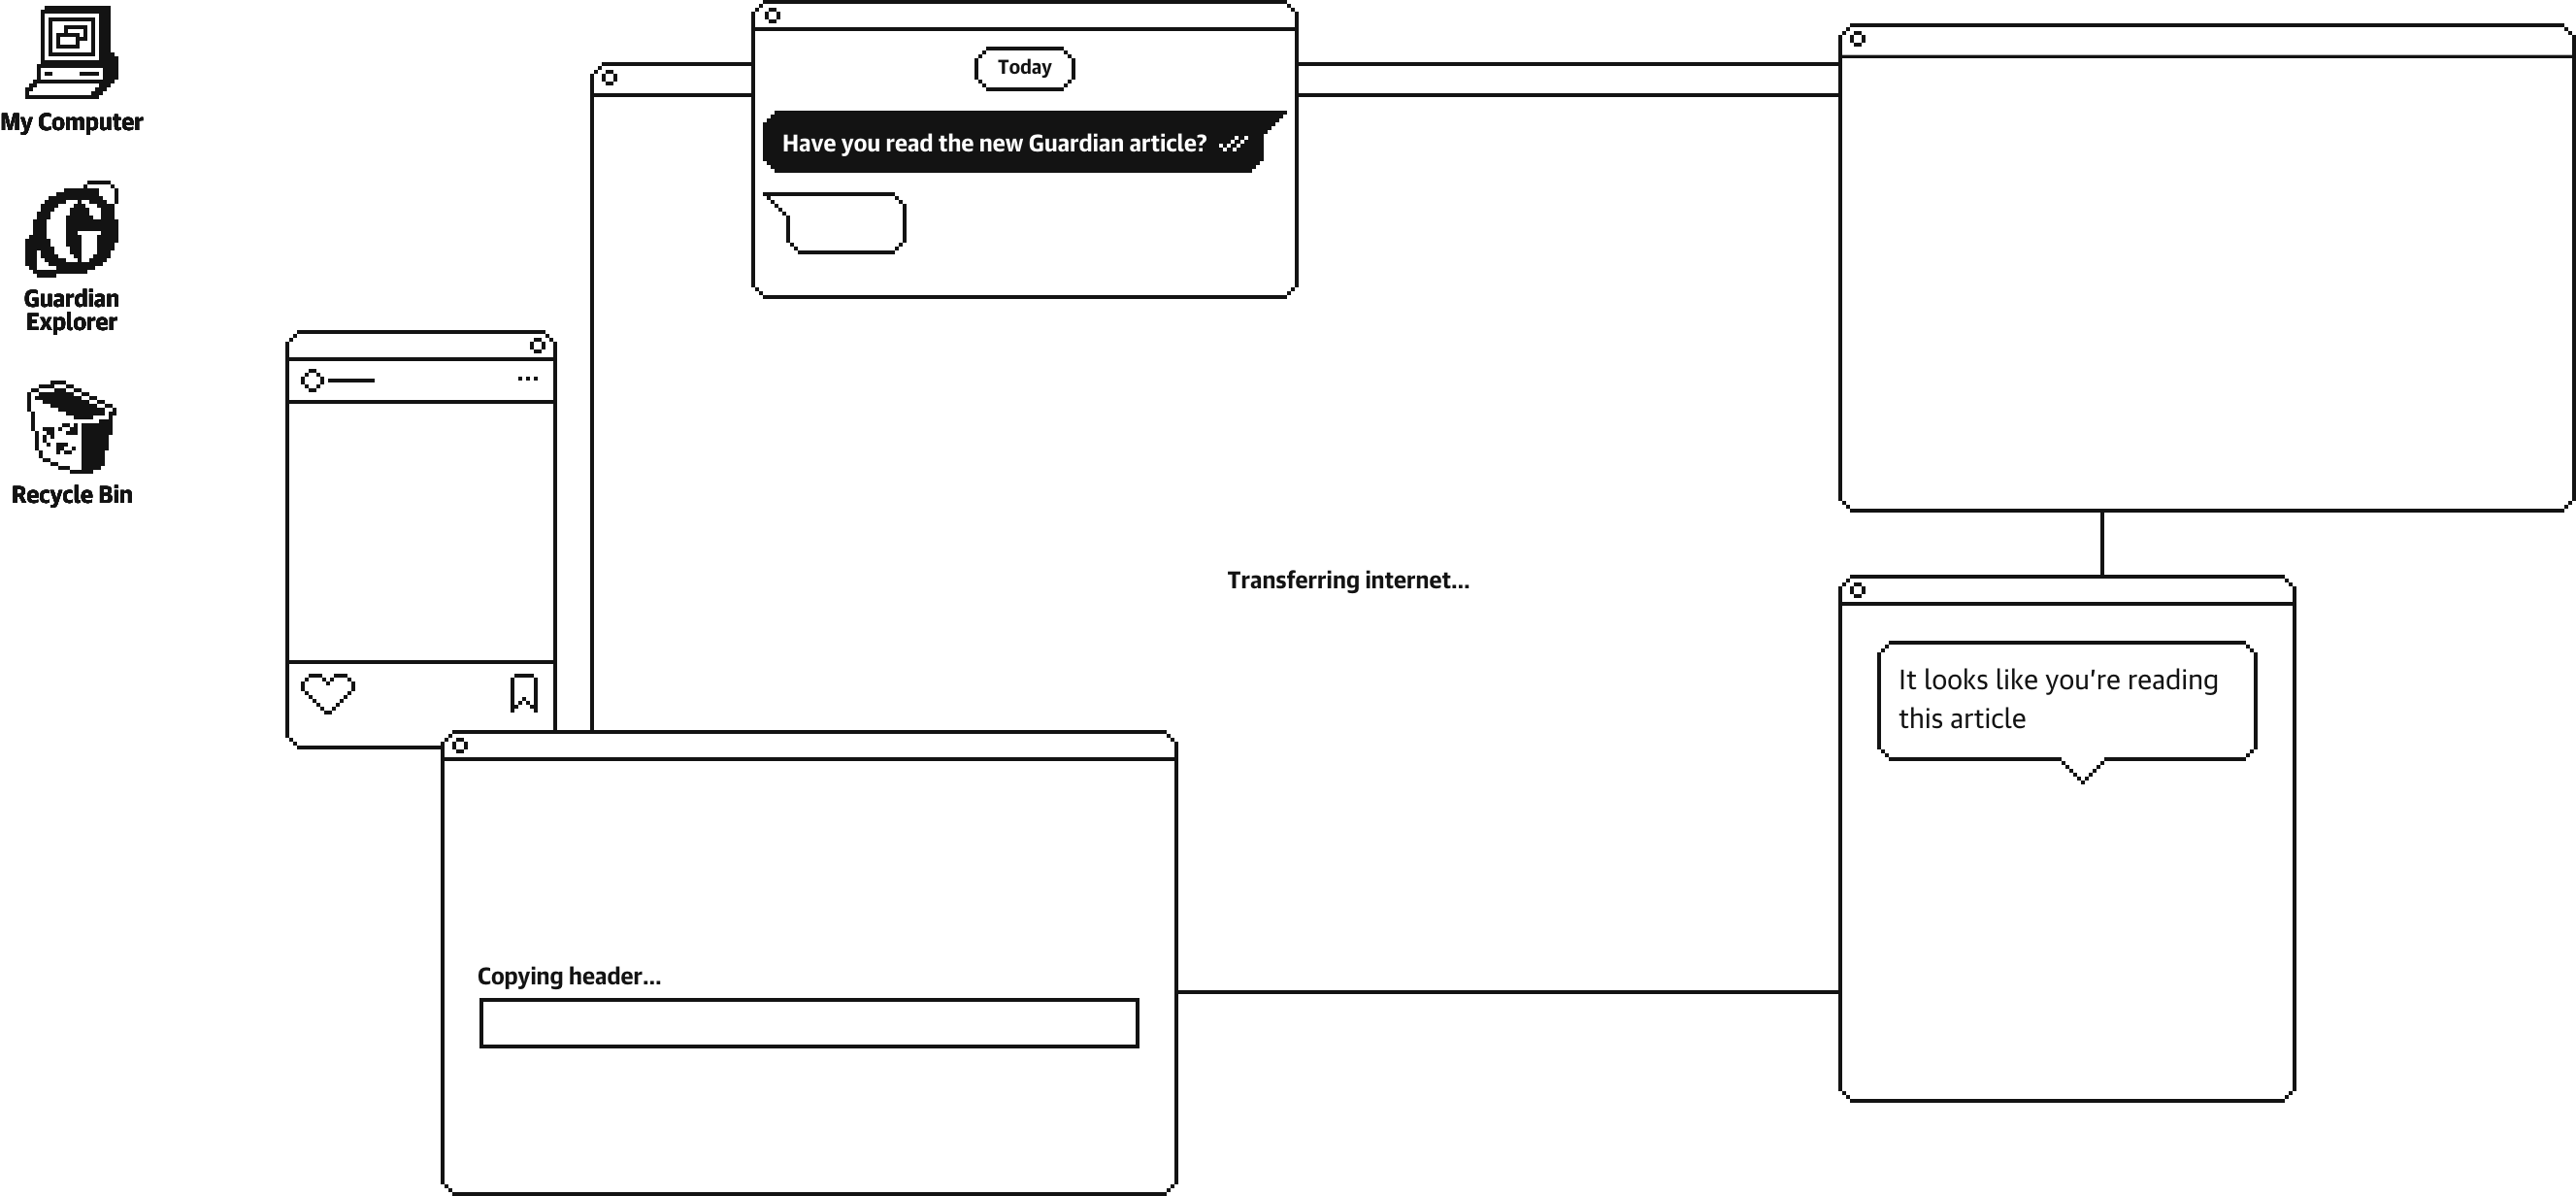 My Computer
Guardian
Explorer
Recycle Bin
Today
Have you read the new Guardian article?
Transferring internet...
It looks like you're reading
this article
Copying header...